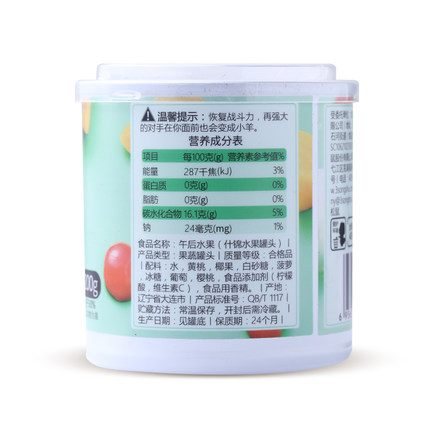 温馨提示：恢复战斗力，再强大
的对手在你面前也会变成小羊。
营养成分表
项目 每100克(g) 营养素参考值%
能量 287千焦(kJ) 3%
蛋白质 0克(g) 0%
脂肪 0克(g) 0%
碳水化合物 16.1克(g) 5%
钠 24毫克(mg) 1%
食品名称：午后水果（什锦水果罐头）|
产品类型：果蔬罐头｜质量等级：合格品
|配料：水，黄桃，椰果，白砂糖，菠萝
，冰糖，葡萄，樱桃，食品添加剂（柠檬
酸，维生素C），食品用香精。｜产地：
辽宁省大连市｜产品标准号：QB/T 1117|
贮藏方法：常温保存，开封后需冷藏。|
生产日期：见罐底｜保质期：24个月｜
00g